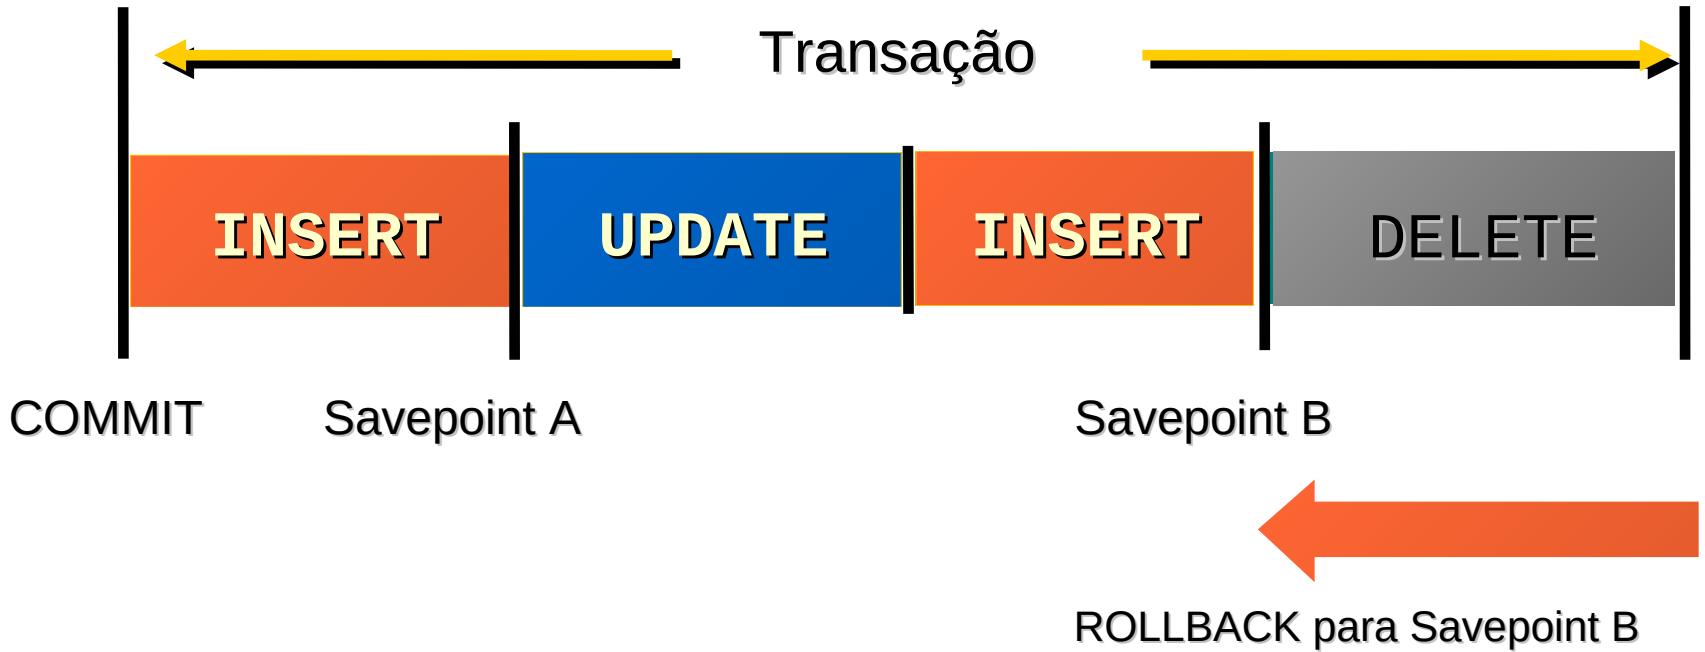 Transação
INSERT
UPDATE
INSERT
DELETE
COMMIT
Savepoint A
Savepoint B
ROLLBACK para Savepoint B